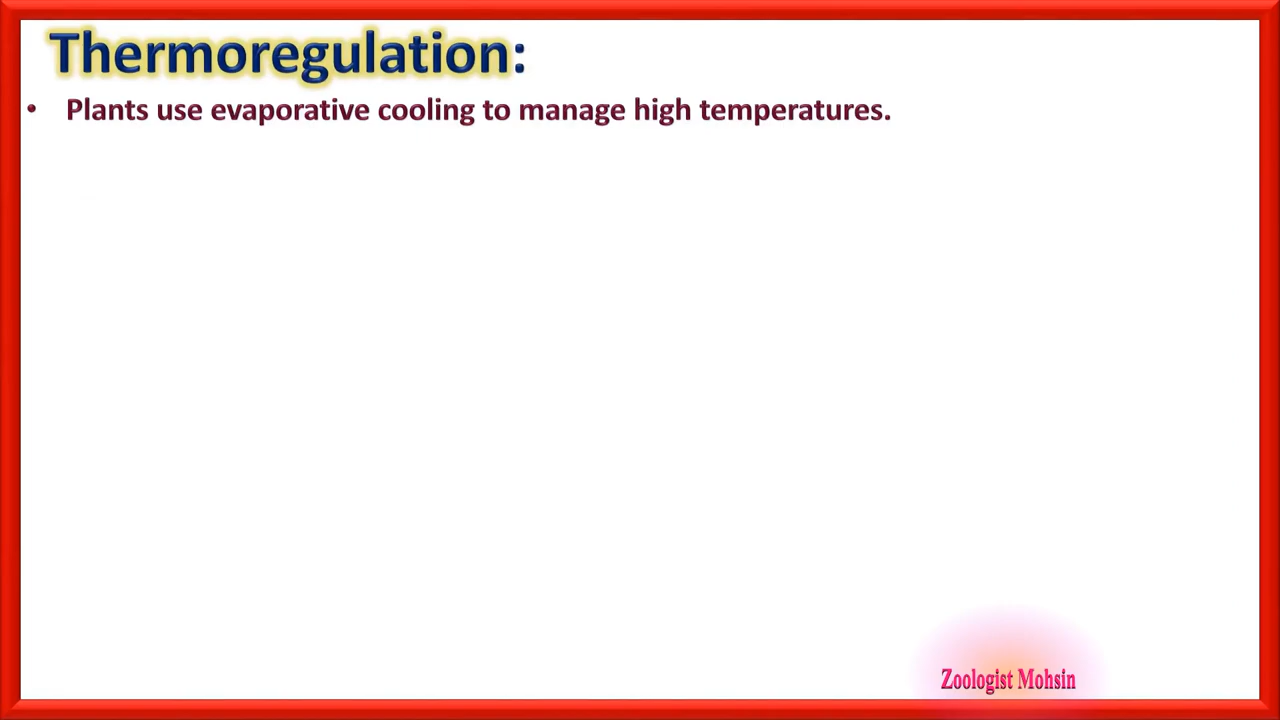 Thermoregulation:
• Plants use evaporative cooling to manage high temperatures.
Zoologist Mohsin